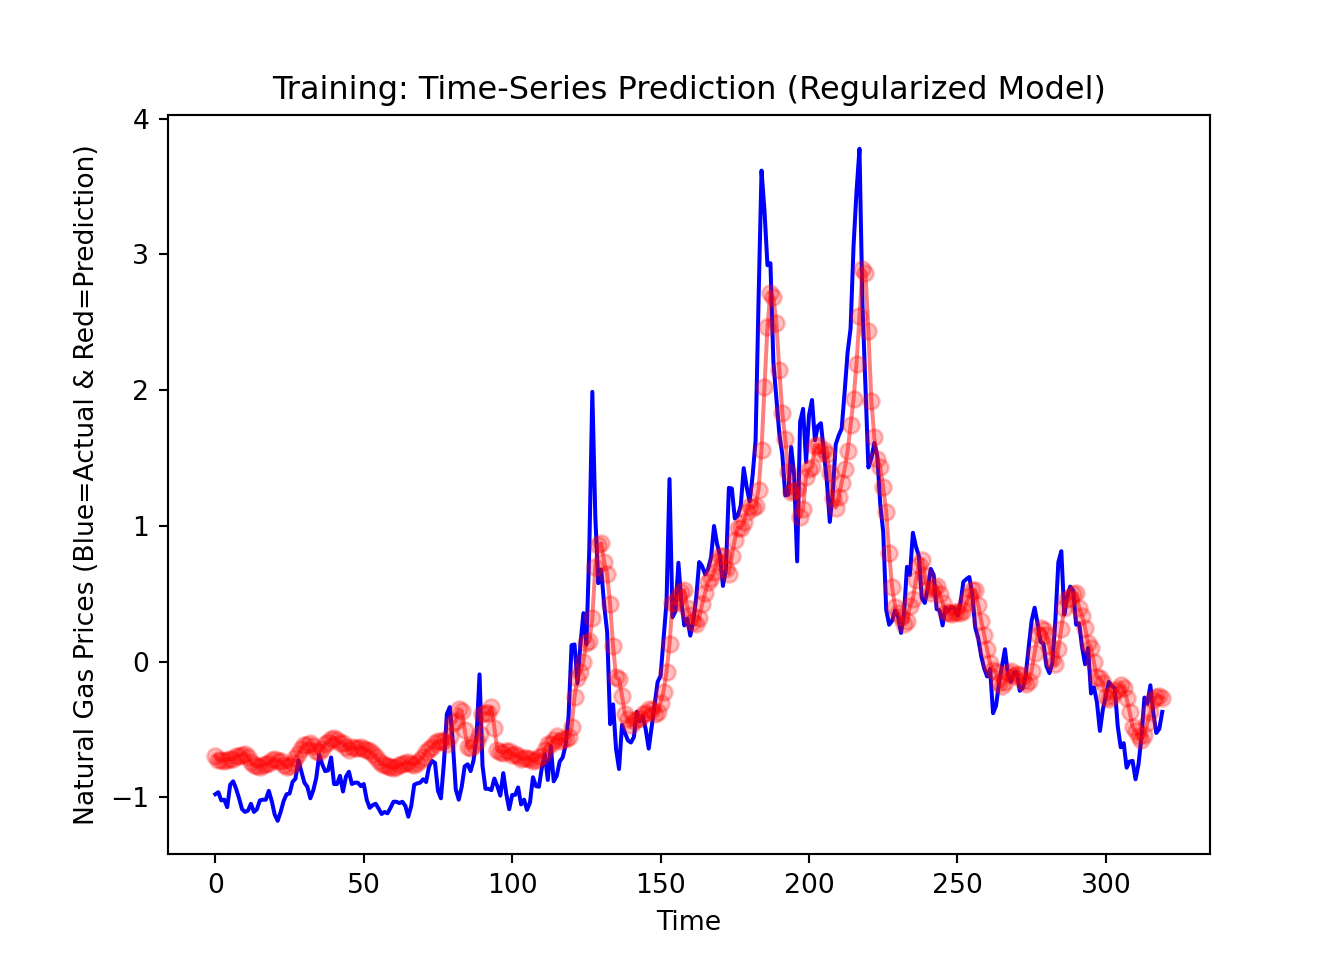 Training: Time-Series Prediction (Regularized Model)
Natural Gas Prices (Blue=Actual & Red=Prediction)
4
3
2
1
0
−1
0 50 100 150 200 250 300
Time